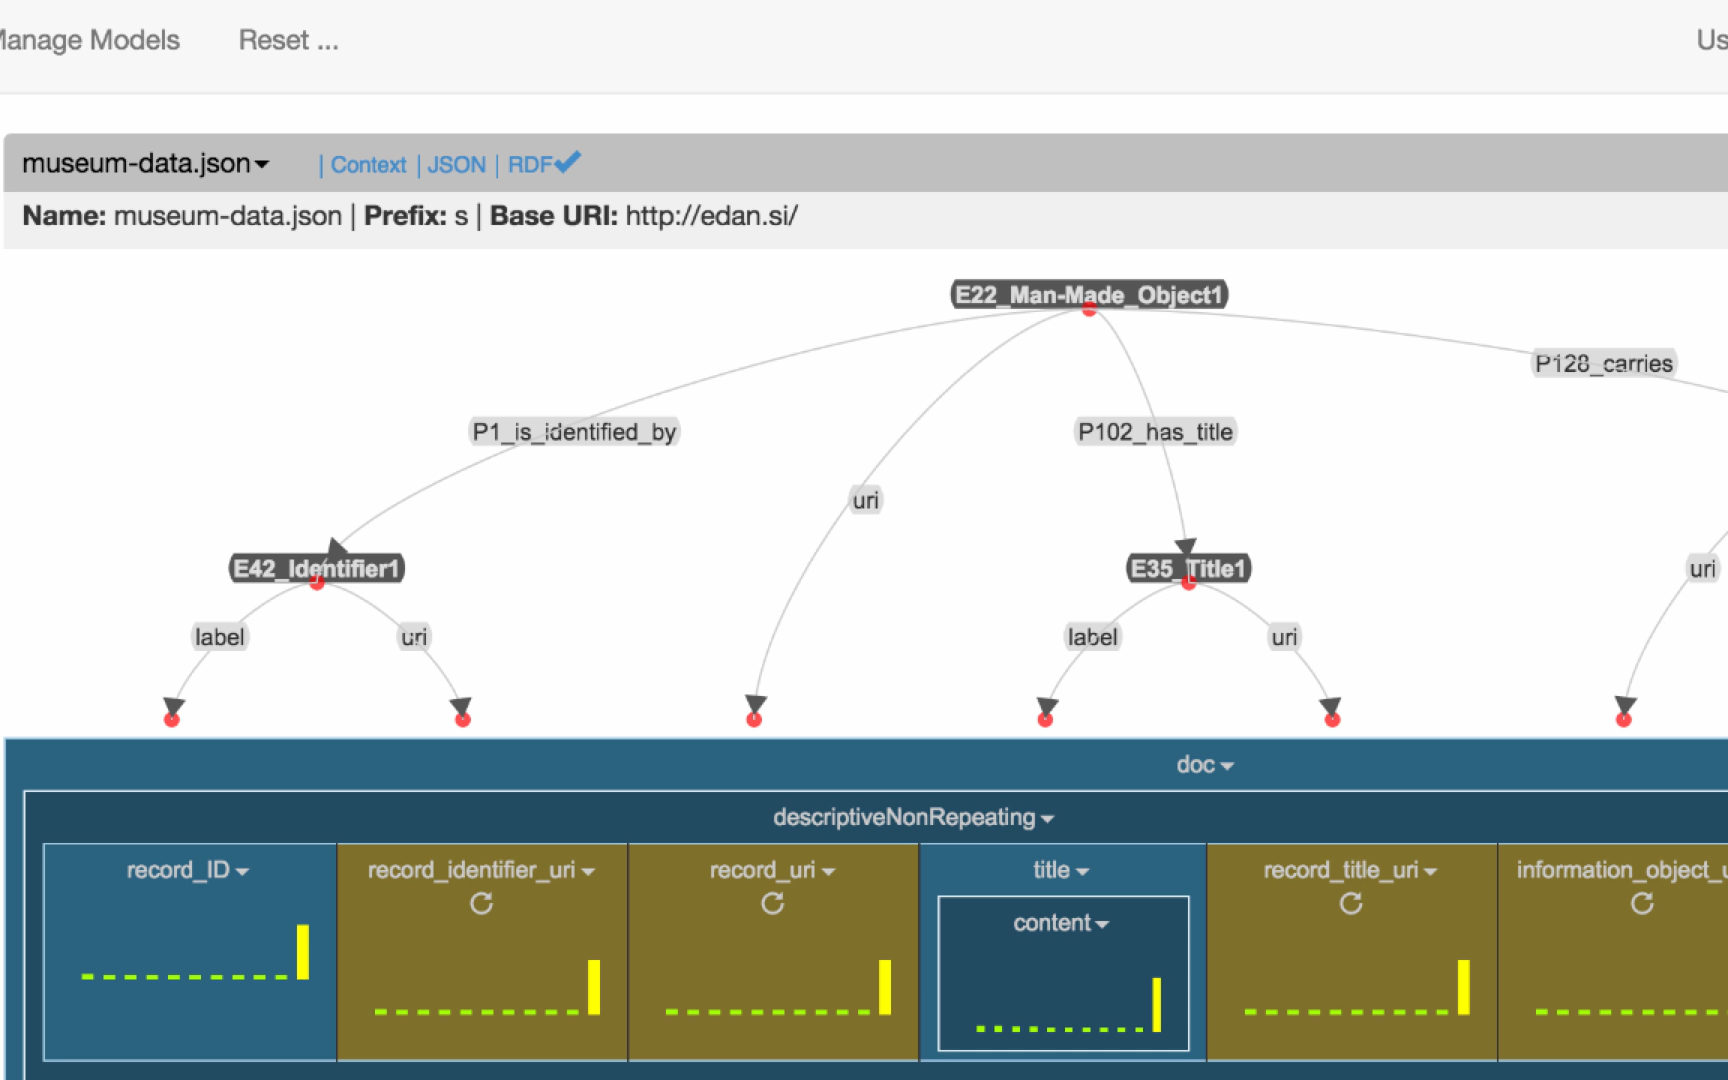 Manage Models Reset ... Us
museum-data.json | Context | JSON | RDF
Name: museum-data.json | Prefix: s | Base URI: http://edan.si/
E22_Man-Made_Object1
P128_carries
P1_is_identified_by P102_has_title
uri
E42_Identifier1 E35_Title1 uri
label uri label uri
doc
descriptiveNonRepeating
record_ID record_identifier_uri record_uri title record_title_uri information_object_u
content